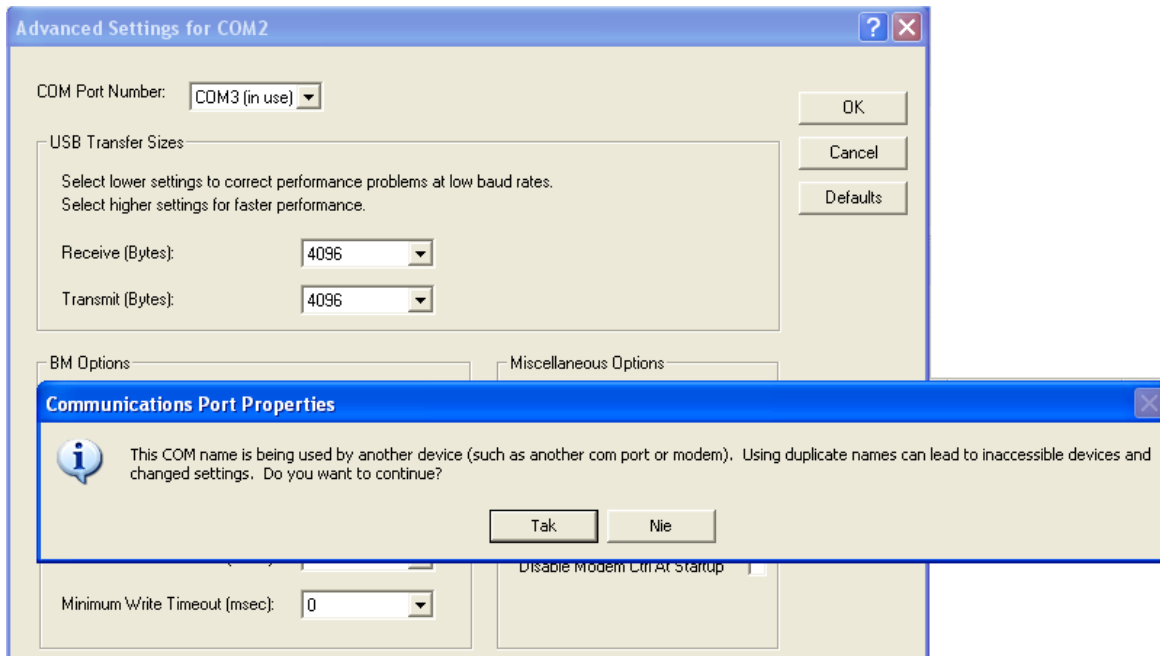 Advanced Settings for COM2
COM Port Number:
COM3 (in use)
OK
USB Transfer Sizes
Cancel
Select lower settings to correct performance problems at low baud rates.
Select higher settings for faster performance.
Defaults
Receive (Bytes):
4096
Transmit (Bytes):
4096
BM Options
Miscellaneous Options
Communications Port Properties
This COM name is being used by another device (such as another com port or modem). Using duplicate names can lead to inaccessible devices and
changed settings. Do you want to continue?
Tak
Nie
Disable Modem Ctrl At Startup
Minimum Write Timeout (msec):
0